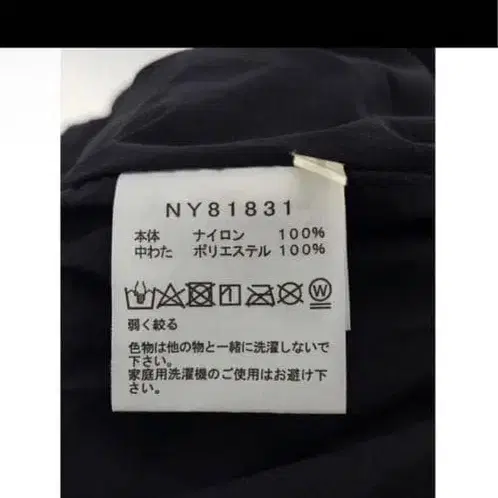 NY81831
本体 ナイロン 100%
中わた ポリエステル 100%
W
弱く絞る
色物は他の物と一緒に洗濯しないで
下さい。
家庭用洗濯機のご使用はお避け下
さい。